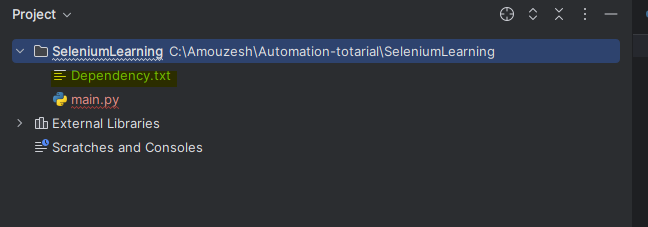 Project
SeleniumLearning C:\Amouzesh\Automation-totarial\SeleniumLearning
Dependency.txt
main.py
External Libraries
Scratches and Consoles